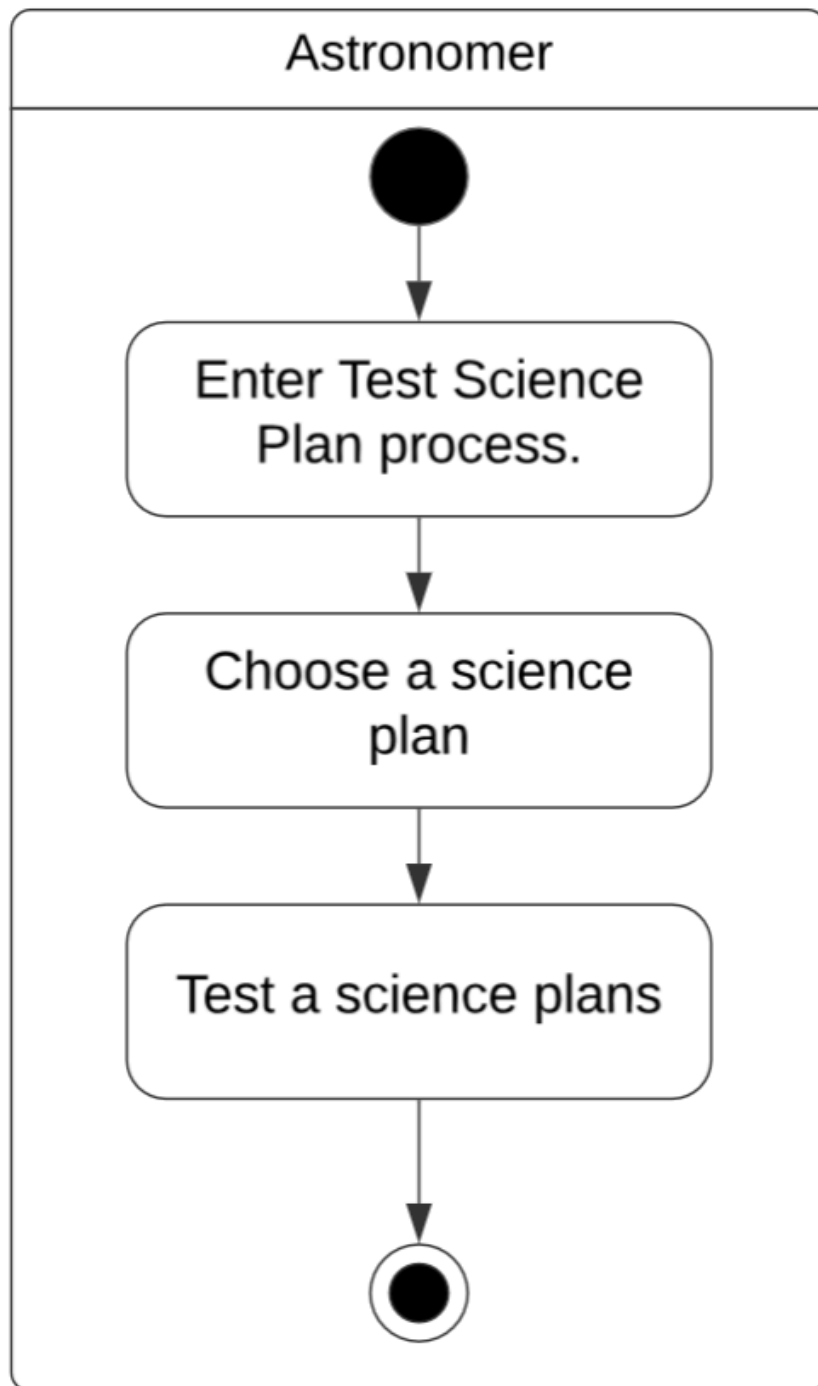 Astronomer
Enter Test Science
Plan process.
Choose a science
plan
Test a science plans